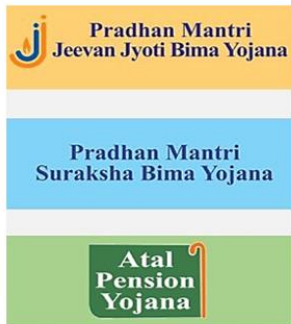 Pradhan Mantri
Jeevan Jyoti Bima Yojana
Pradhan Mantri
Suraksha Bima Yojana
Atal
Pension
Yojana